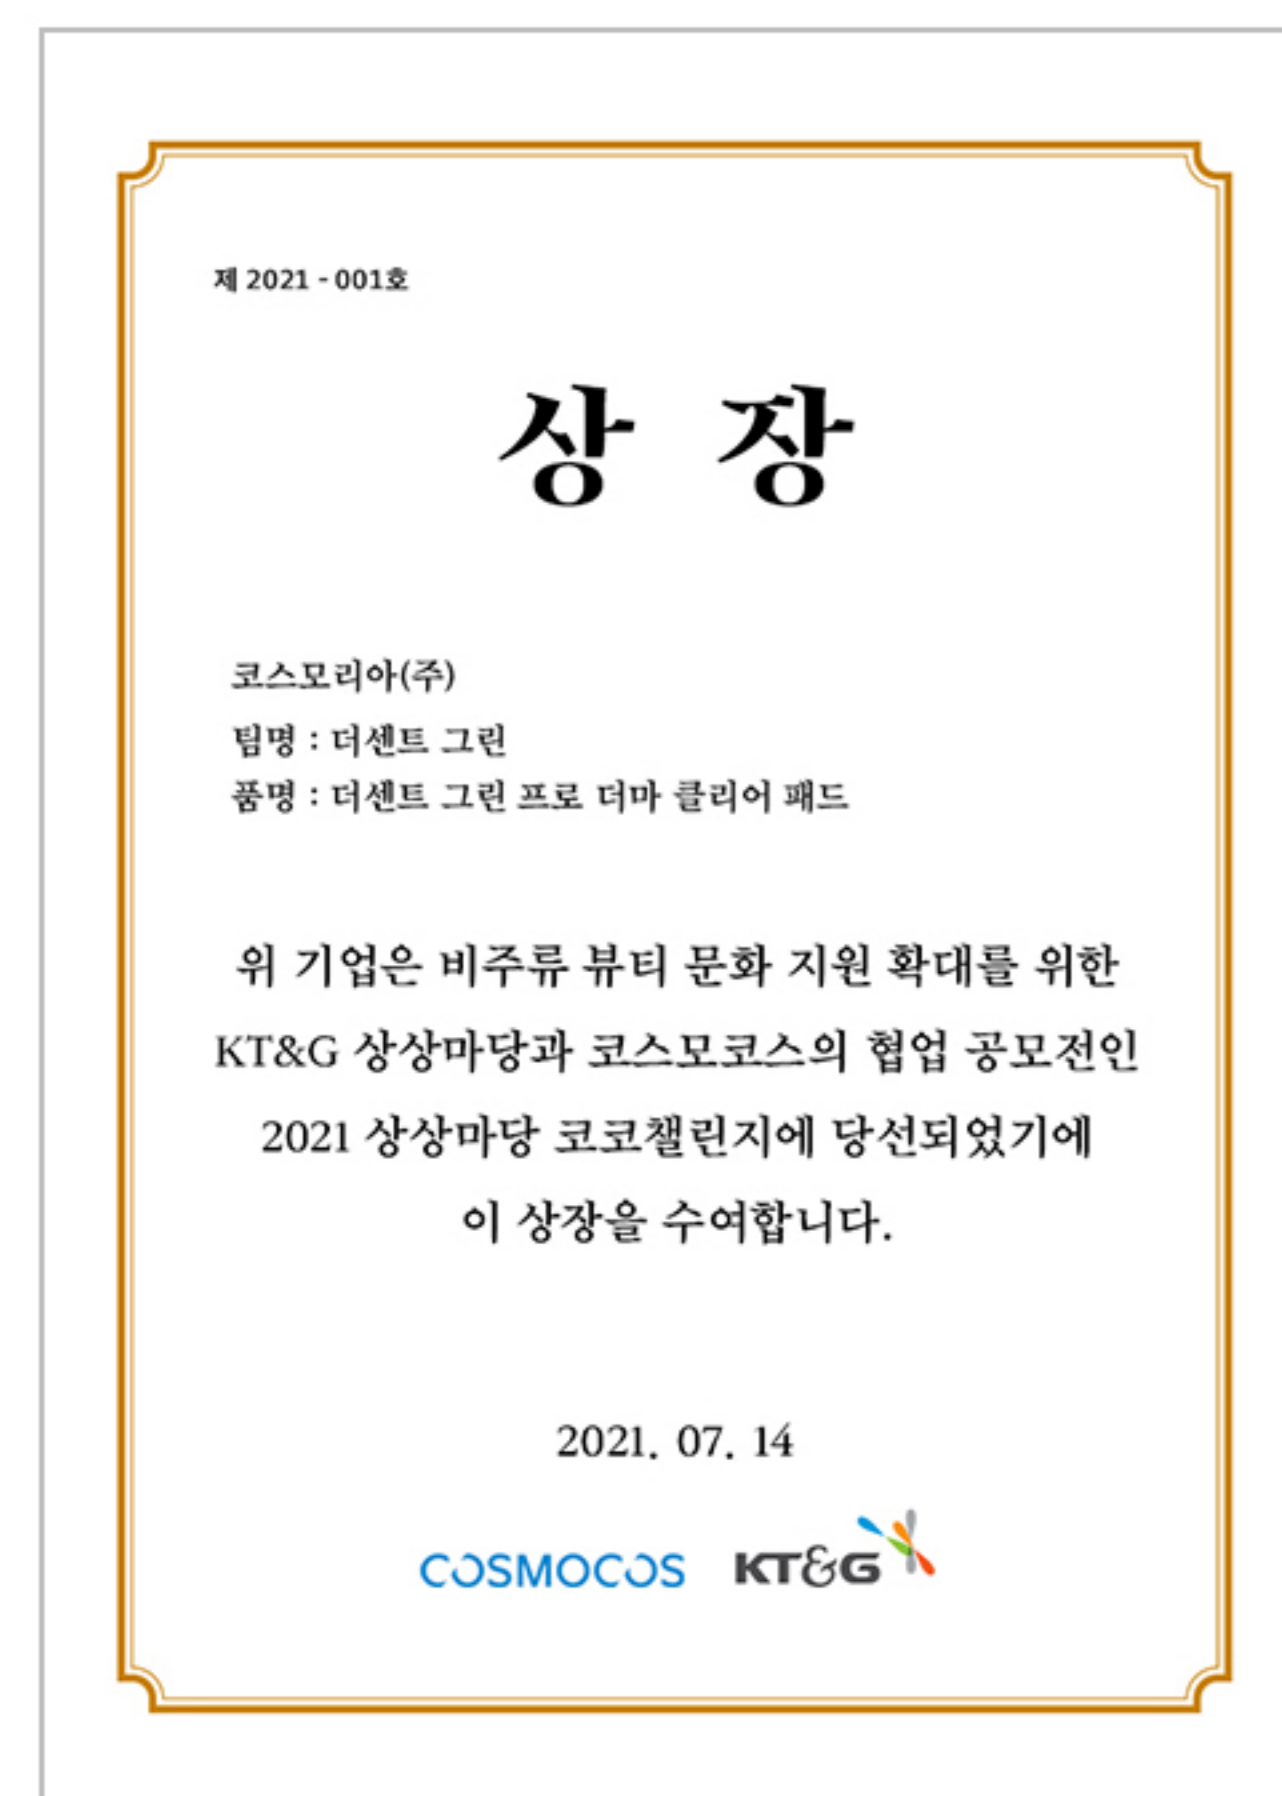 제 2021 - 001호
상 장
코스모리아(주)
팀명 : 더센트 그린
품명 : 더센트 그린 프로 더마 클리어 패드
위 기업은 비주류 뷰티 문화 지원 확대를 위한
KT&G 상상마당과 코스모코스의 협업 공모전인
2021 상상마당 코코챌린지에 당선되었기에
이 상장을 수여합니다.
2021. 07. 14
COSMOCOS KT&G